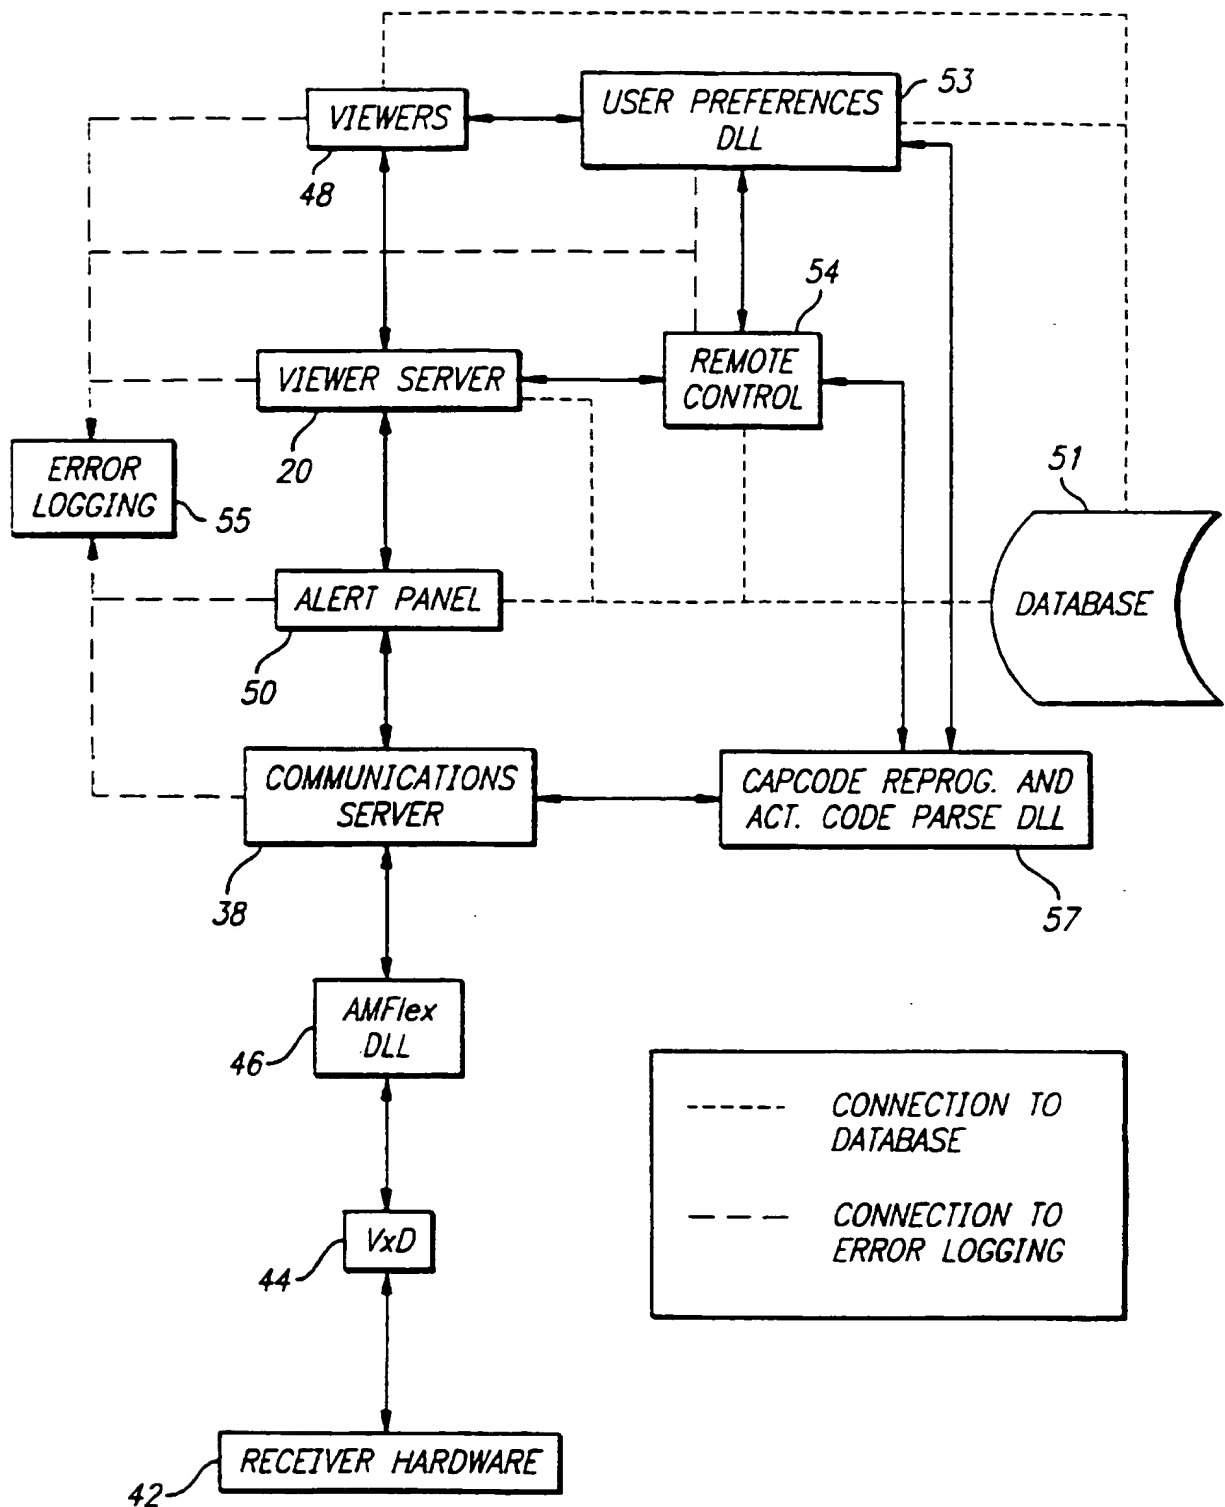 53
VIEWERS
USER PREFERENCES
DLL
48
54
REMOTE
CONTROL
VIEWER SERVER
20
51
ERROR
LOGGING
55
ALERT PANEL
DATABASE
50
COMMUNICATIONS
SERVER
CAPCODE REPROG. AND
ACT. CODE PARSE DLL
38
57
AMFlex
DLL
46
CONNECTION TO
DATABASE
VxD
CONNECTION TO
ERROR LOGGING
44
RECEIVER HARDWARE
42